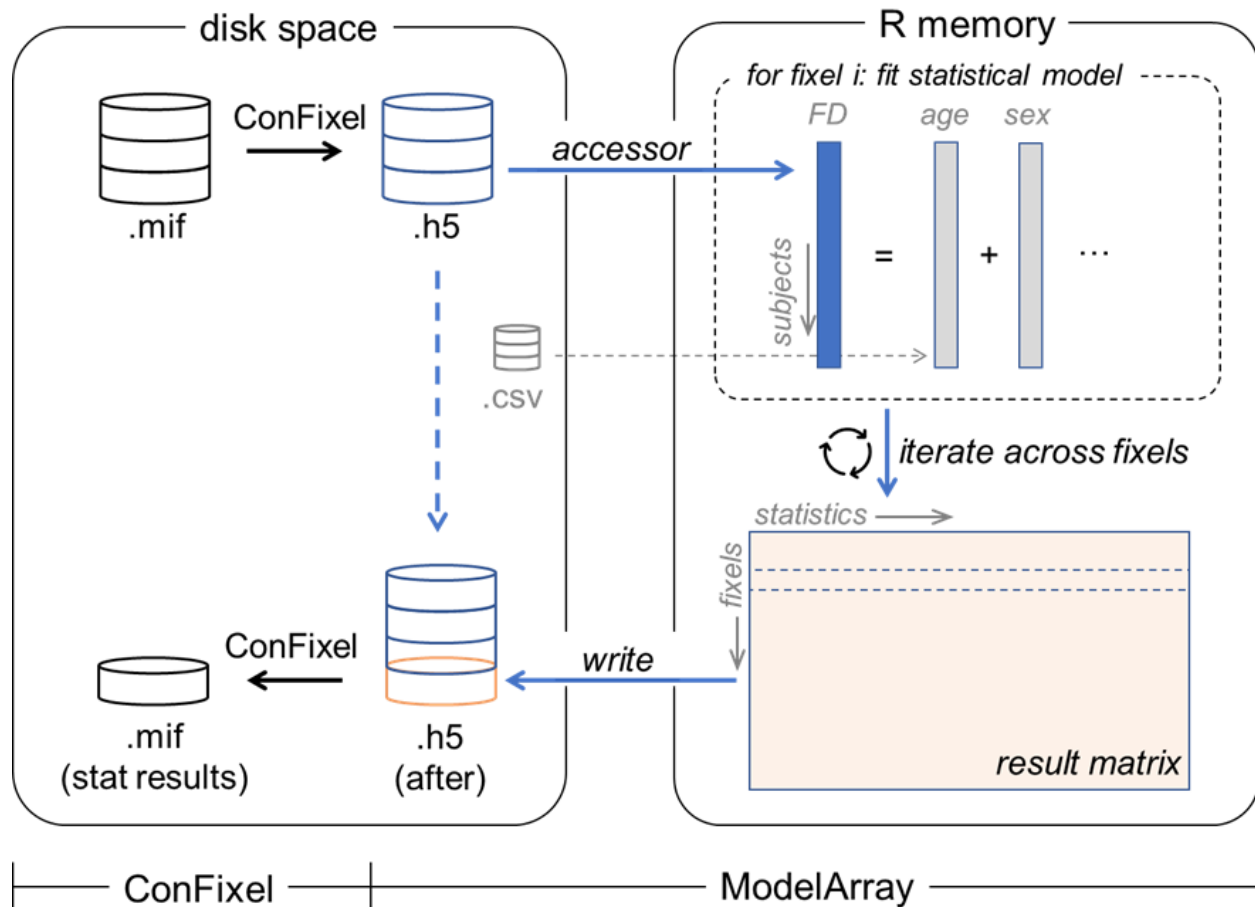 disk space
R memory
for fixel i: fit statistical model
ConFixel
.mif
.h5
accessor
FD
age
sex
subjects
=
+
...
.csv
iterate across fixels
statistics
fixels
result matrix
write
ConFixel
.mif
(stat results)
.h5
(after)
ConFixel
ModelArray